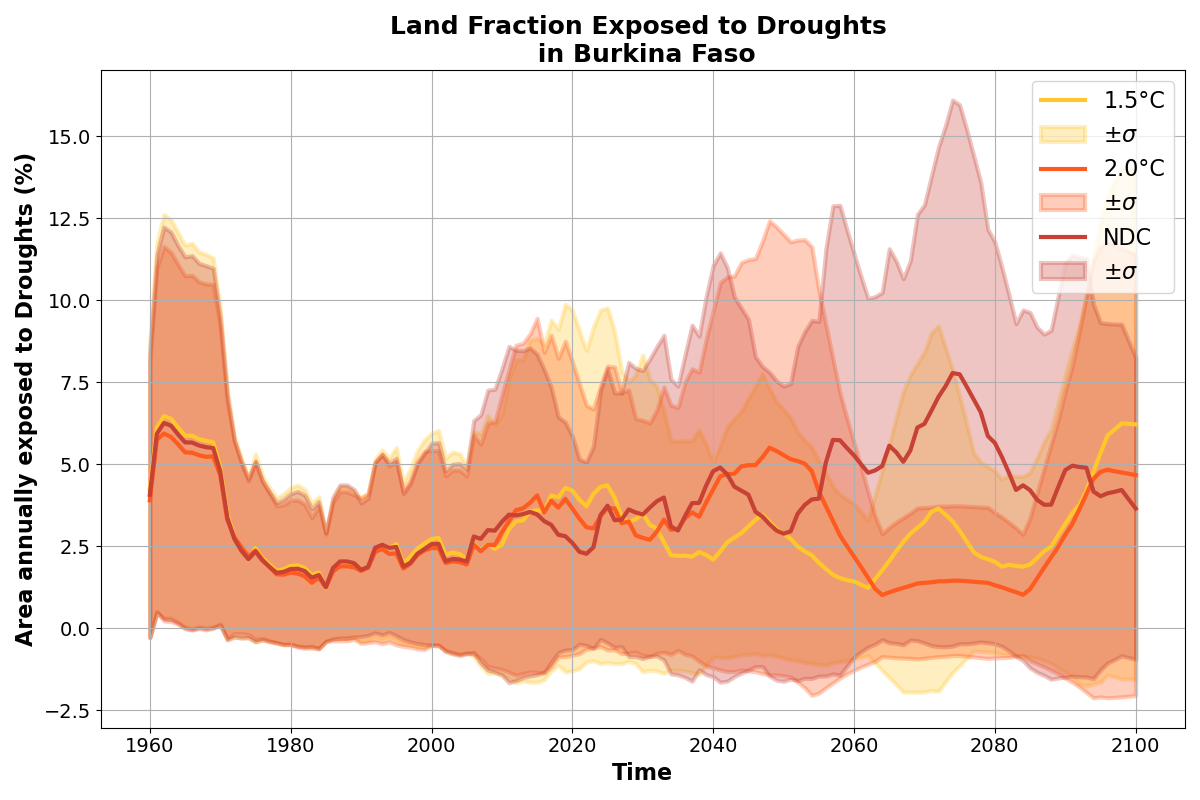 Land Fraction Exposed to Droughts
in Burkina Faso
Area annually exposed to Droughts (%)
15.0
12.5
10.0
7.5
5.0
2.5
0.0
−2.5
1960
1980
2000
2020
2040
2060
2080
2100
Time
1.5°C
±σ
2.0°C
±σ
NDC
±σ